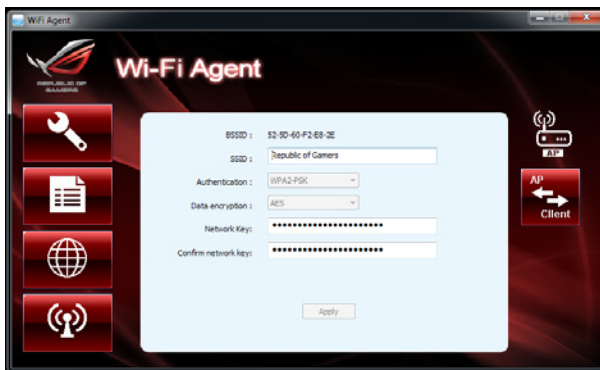 WiFi Agent
REPUBLIC OF
GAMERS
Wi-Fi Agent
BSSID : 52-5D-60-F2-E8-2E
SSID : Republic of Gamers
Authentication : WPA2-PSK
Data encryption : AES
Network Key: ••••••••••••••••••••••
Confirm network key: ••••••••••••••••••••••
Apply
AP
AP
Client